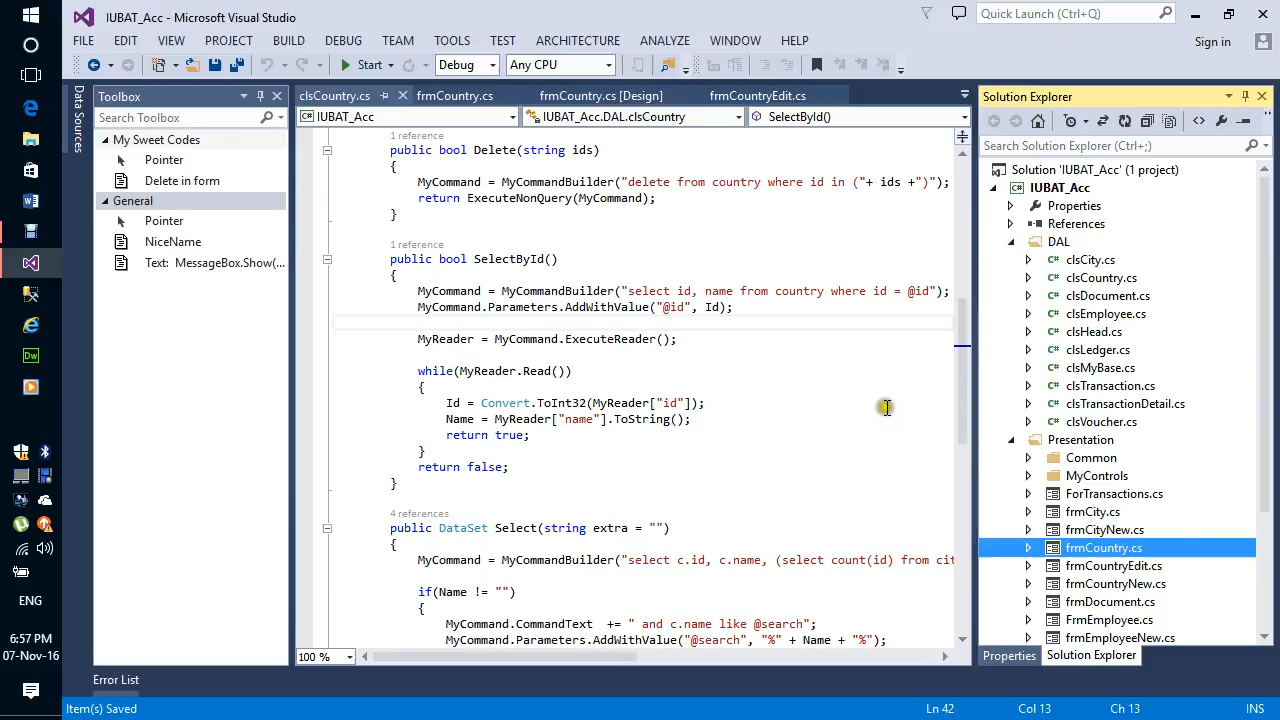 IUBAT_Acc - Microsoft Visual Studio
Quick Launch (Ctrl+Q)
FILE EDIT VIEW PROJECT BUILD DEBUG TEAM TOOLS TEST ARCHITECTURE ANALYZE WINDOW HELP
Sign in
Start Debug Any CPU
Data Sources
Toolbox
Search Toolbox
My Sweet Codes
Pointer
Delete in form
General
Pointer
NiceName
Text: MessageBox.Show(...
clsCountry.cs frmCountry.cs frmCountry.cs [Design] frmCountryEdit.cs
IUBAT_Acc IUBAT_Acc.DAL.clsCountry SelectById()
1 reference
public bool Delete(string ids)
{
MyCommand = MyCommandBuilder("delete from country where id in ("+ ids +")");
return ExecuteNonQuery(MyCommand);
}
1 reference
public bool SelectById()
{
MyCommand = MyCommandBuilder("select id, name from country where id = @id");
MyCommand.Parameters.AddWithValue("@id", Id);
MyReader = MyCommand.ExecuteReader();
while(MyReader.Read())
{
Id = Convert.ToInt32(MyReader["id"]);
Name = MyReader["name"].ToString();
return true;
}
return false;
}
4 references
public DataSet Select(string extra = "")
{
MyCommand = MyCommandBuilder("select c.id, c.name, (select count(id) from cit
if(Name != "")
{
MyCommand.CommandText += " and c.name like @search";
MyCommand.Parameters.AddWithValue("@search", "%" + Name + "%");
100 %
Solution Explorer
Search Solution Explorer (Ctrl+;)
Solution 'IUBAT_Acc' (1 project)
IUBAT_Acc
Properties
References
DAL
clsCity.cs
clsCountry.cs
clsDocument.cs
clsEmployee.cs
clsHead.cs
clsLedger.cs
clsMyBase.cs
clsTransaction.cs
clsTransactionDetail.cs
clsVoucher.cs
Presentation
Common
MyControls
ForTransactions.cs
frmCity.cs
frmCityNew.cs
frmCountry.cs
frmCountryEdit.cs
frmCountryNew.cs
frmDocument.cs
FrmEmployee.cs
frmEmployeeNew.cs
Properties Solution Explorer
Error List
Item(s) Saved Ln 42 Col 13 Ch 13 INS
ENG
6:57 PM
07-Nov-16